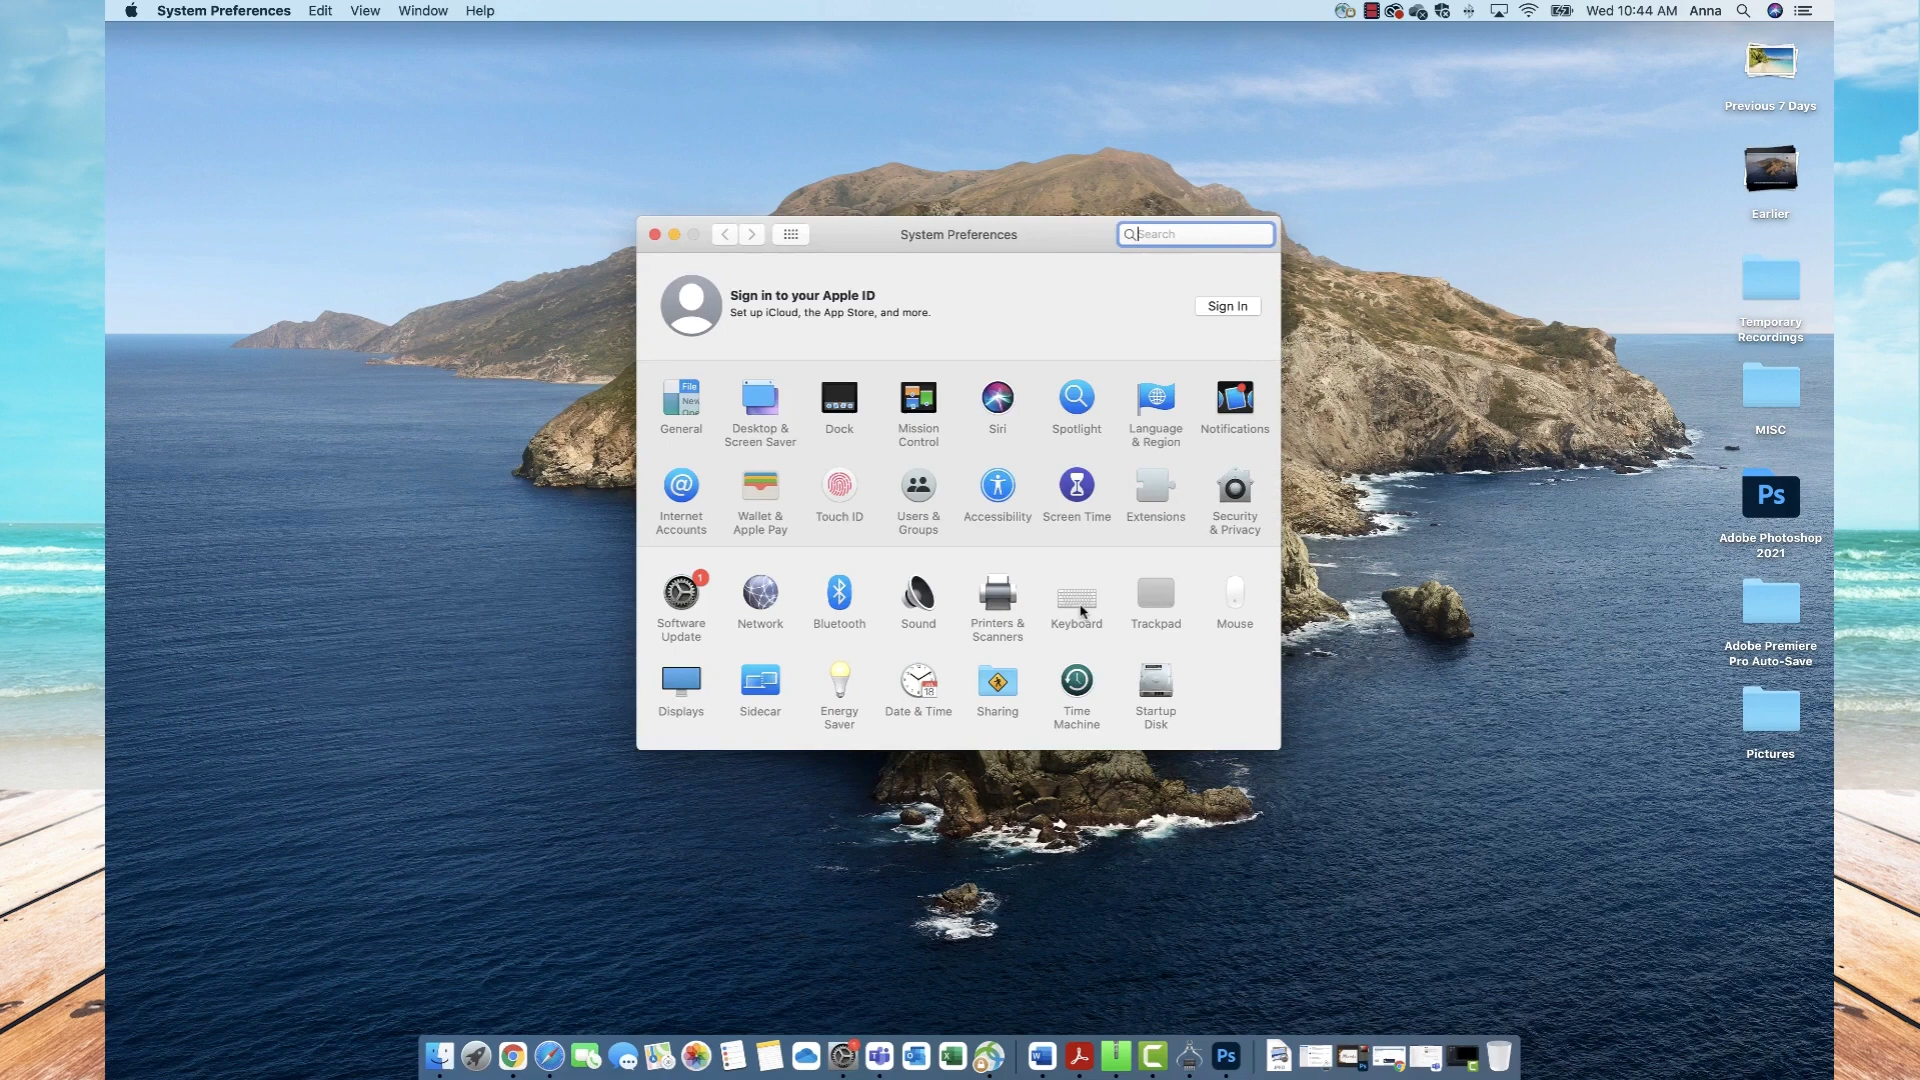 System Preferences Edit View Window Help
Wed 10:44 AM Anna
Previous 7 Days
Earlier
Temporary
Recordings
MISC
Ps
Adobe Photoshop
2021
Adobe Premiere
Pro Auto-Save
Pictures
System Preferences
Search
Sign in to your Apple ID
Set up iCloud, the App Store, and more.
Sign In
File
New
General
Desktop &
Screen Saver
Dock
Mission
Control
Siri
Spotlight
Language
& Region
Notifications
Internet
Accounts
Wallet &
Apple Pay
Touch ID
Users &
Groups
Accessibility
Screen Time
Extensions
Security
& Privacy
1
Software
Update
Network
Bluetooth
Sound
Printers &
Scanners
Keyboard
Trackpad
Mouse
18
Displays
Sidecar
Energy
Saver
Date & Time
Sharing
Time
Machine
Startup
Disk
Ps